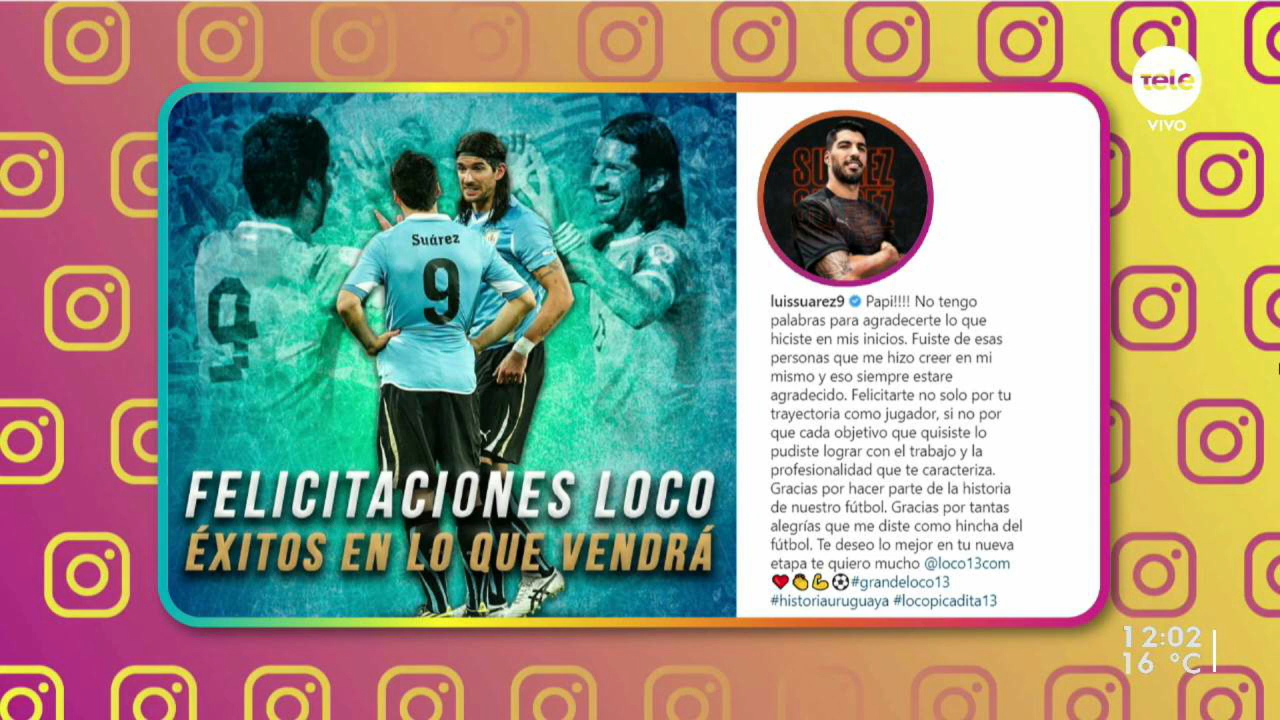 tele
VIVO
Suárez
9
9
FELICITACIONES LOCO
ÉXITOS EN LO QUE VENDRÁ
SUÁREZ
luissuarez9 Papi!!!! No tengo
palabras para agradecerte lo que
hiciste en mis inicios. Fuiste de esas
personas que me hizo creer en mi
mismo y eso siempre estare
agradecido. Felicitarte no solo por tu
trayectoria como jugador, si no por
que cada objetivo que quisiste lo
pudiste lograr con el trabajo y la
profesionalidad que te caracteriza.
Gracias por hacer parte de la historia
de nuestro fútbol. Gracias por tantas
alegrías que me diste como hincha del
fútbol. Te deseo lo mejor en tu nueva
etapa te quiero mucho @loco13com
❤️👏💪⚽#grandeloco13
#historiauruguaya #locopicadita13
12:02
16 °C